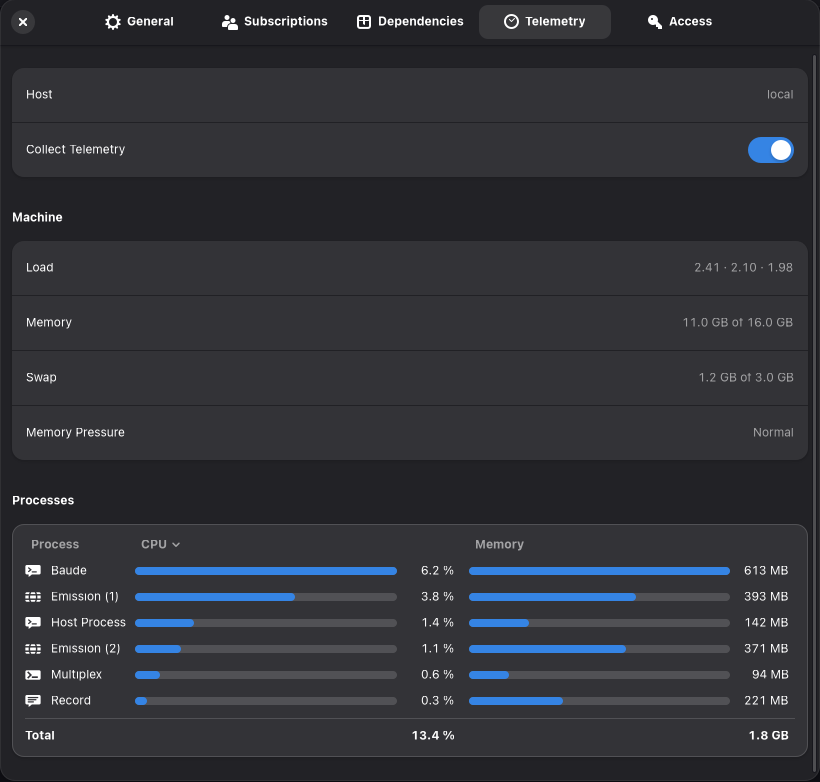 General Subscriptions Dependencies Telemetry Access
Host local
Collect Telemetry
Machine
Load 2.41 · 2.10 · 1.98
Memory 11.0 GB of 16.0 GB
Swap 1.2 GB of 3.0 GB
Memory Pressure Normal
Processes
Process CPU Memory
Baude 6.2 % 613 MB
Emission (1) 3.8 % 393 MB
Host Process 1.4 % 142 MB
Emission (2) 1.1 % 371 MB
Multiplex 0.6 % 94 MB
Record 0.3 % 221 MB
Total 13.4 % 1.8 GB